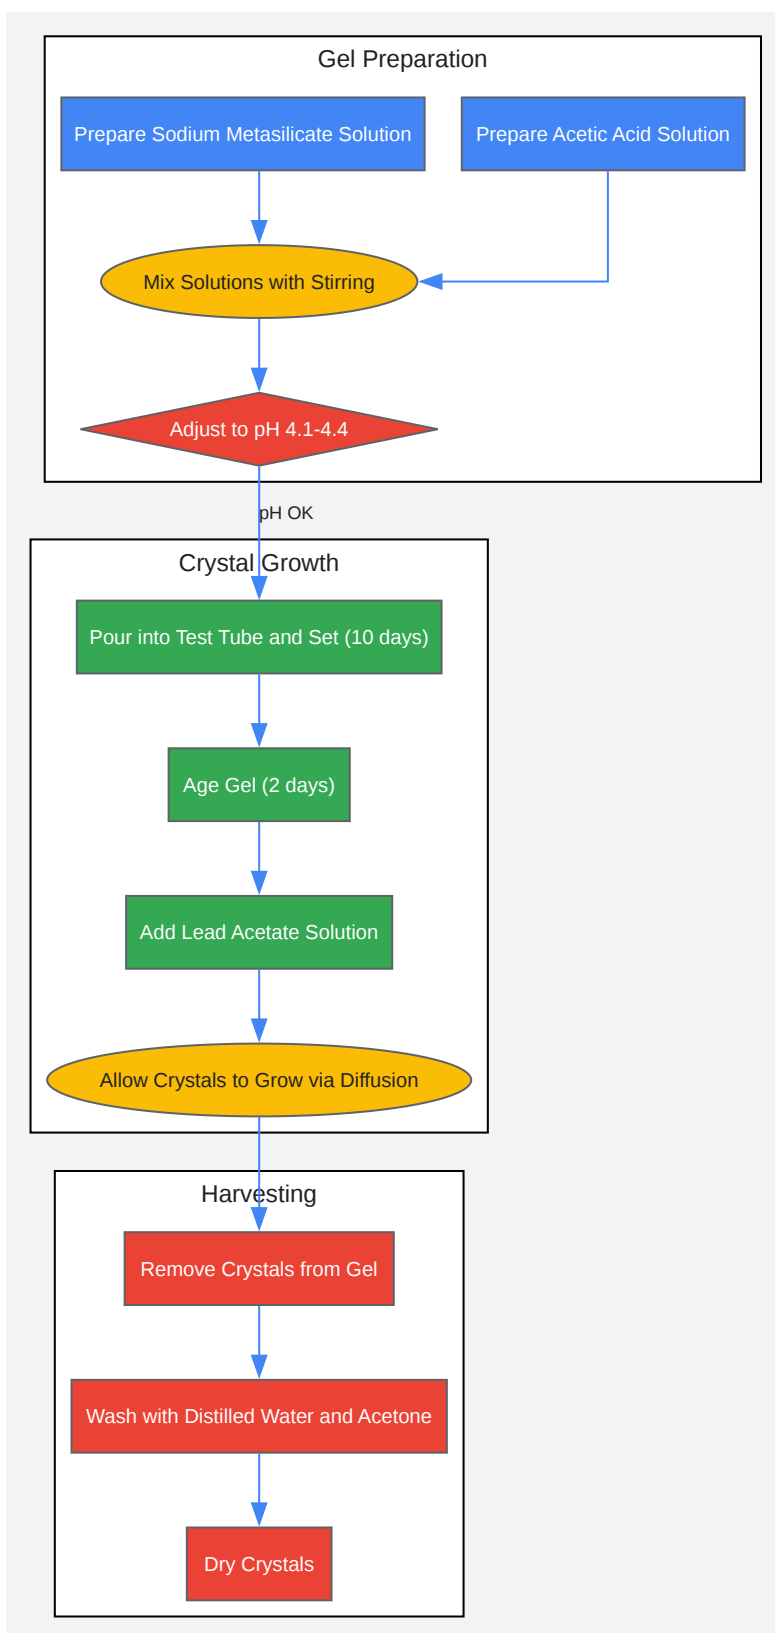 Gel Preparation
Prepare Sodium Metasilicate Solution
Prepare Acetic Acid Solution
Mix Solutions with Stirring
Adjust to pH 4.1-4.4
pH OK
Crystal Growth
Pour into Test Tube and Set (10 days)
Age Gel (2 days)
Add Lead Acetate Solution
Allow Crystals to Grow via Diffusion
Harvesting
Remove Crystals from Gel
Wash with Distilled Water and Acetone
Dry Crystals